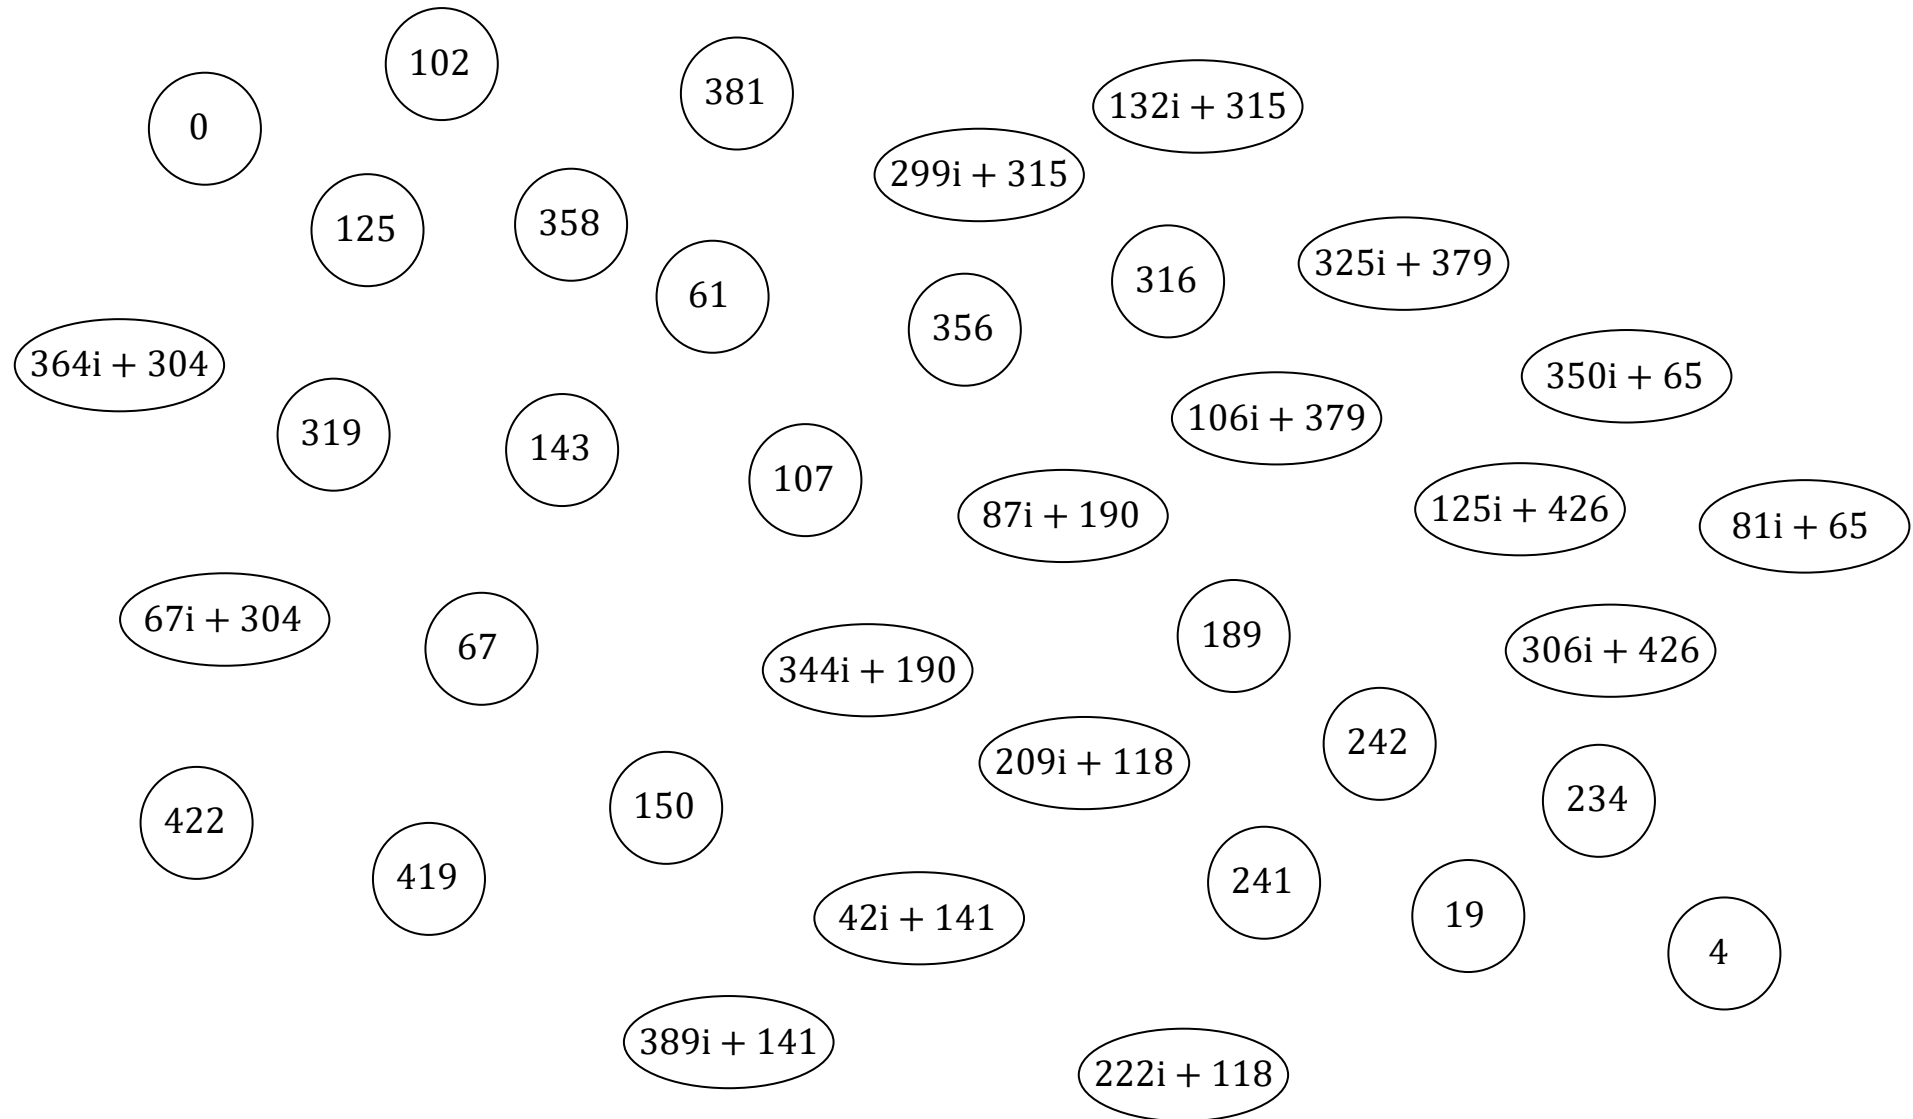 102
381
132i + 315
0
299i + 315
125
358
325i + 379
316
61
356
364i + 304
350i + 65
106i + 379
319
143
107
125i + 426
87i + 190
81i + 65
67i + 304
189
67
306i + 426
344i + 190
242
209i + 118
234
150
422
419
241
19
42i + 141
4
389i + 141
222i + 118